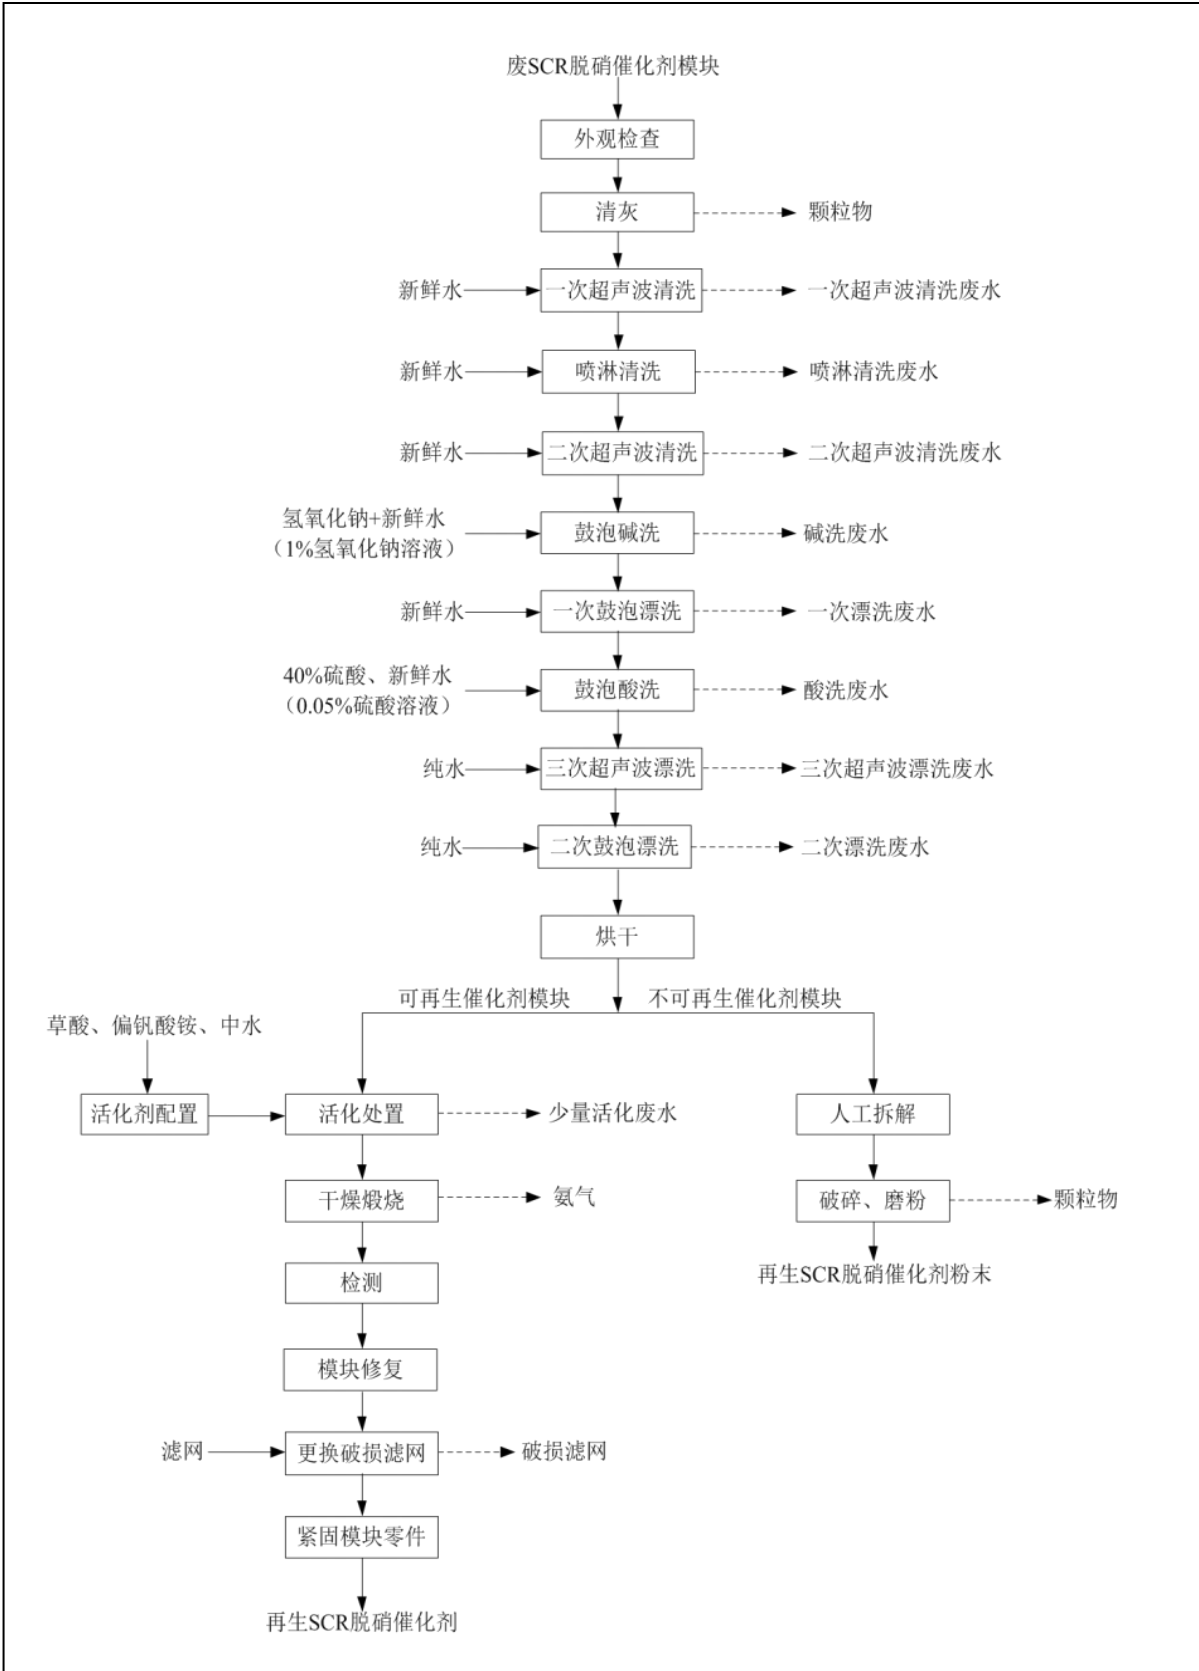 废SCR脱硝催化剂模块
外观检查
清灰
颗粒物
新鲜水
一次超声波清洗
一次超声波清洗废水
新鲜水
喷淋清洗
喷淋清洗废水
新鲜水
二次超声波清洗
二次超声波清洗废水
氢氧化钠+新鲜水
（1%氢氧化钠溶液）
鼓泡碱洗
碱洗废水
新鲜水
一次鼓泡漂洗
一次漂洗废水
40%硫酸、新鲜水
（0.05%硫酸溶液）
鼓泡酸洗
酸洗废水
纯水
三次超声波漂洗
三次超声波漂洗废水
纯水
二次鼓泡漂洗
二次漂洗废水
烘干
可再生催化剂模块
不可再生催化剂模块
草酸、偏钒酸铵、中水
活化剂配置
活化处置
少量活化废水
人工拆解
干燥煅烧
氨气
破碎、磨粉
颗粒物
检测
再生SCR脱硝催化剂粉末
模块修复
滤网
更换破损滤网
破损滤网
紧固模块零件
再生SCR脱硝催化剂